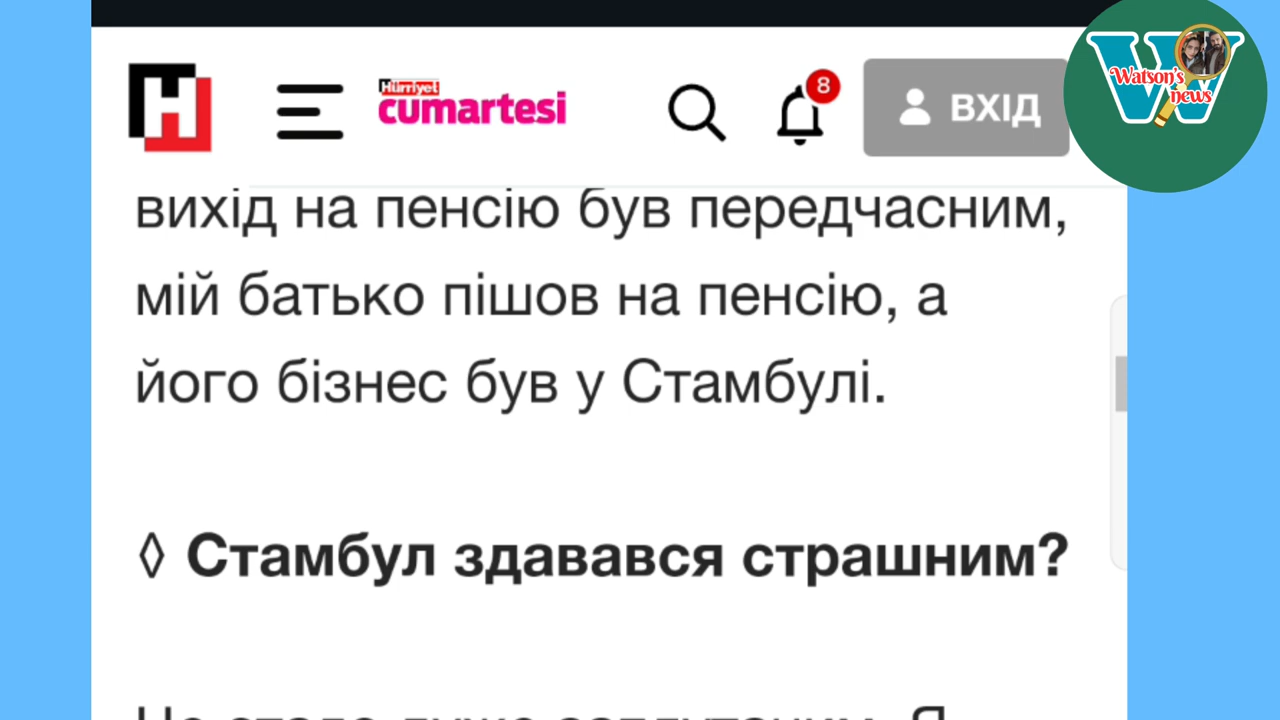 H
Hürriyet
cumartesi
8
ВХІД
W
Watson's
news
вихід на пенсію був передчасним,
мій батько пішов на пенсію, а
його бізнес був у Стамбулі.
◊ Стамбул здавався страшним?